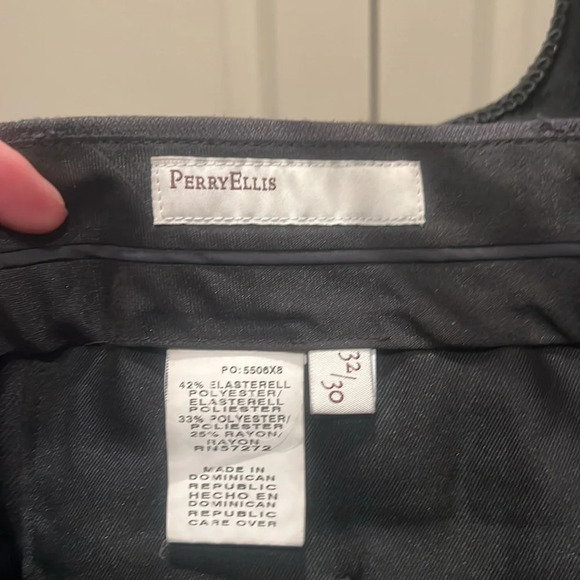 PERRYELLIS
PO:5506X8
42% ELASTERELL
POLYESTER/
ELASTERELL
POLIESTER
33% POLYESTER/
POLIESTER
25% RAYON/
RAYON
RN57272
MADE IN
DOMINICAN
REPUBLIC
HECHO EN
DOMINICAN
REPUBLIC
CARE OVER
32/30